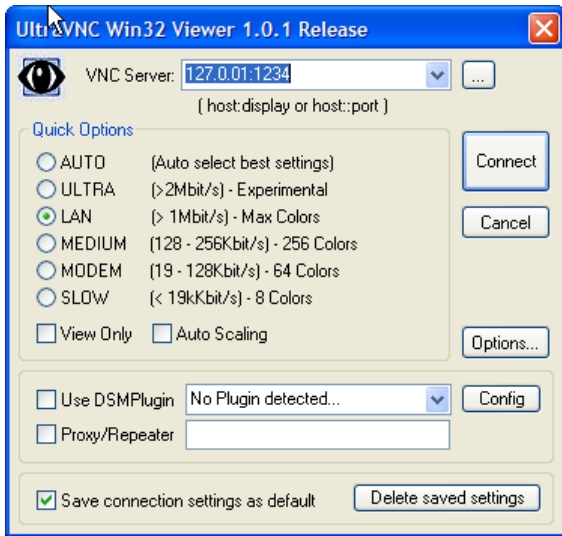 UltraVNC Win32 Viewer 1.0.1 Release
VNC Server: 127.0.01:1234 ...
( host:display or host::port )
Quick Options
AUTO (Auto select best settings)
ULTRA (>2Mbit/s) - Experimental
LAN (> 1Mbit/s) - Max Colors
MEDIUM (128 - 256Kbit/s) - 256 Colors
MODEM (19 - 128Kbit/s) - 64 Colors
SLOW (< 19kKbit/s) - 8 Colors
View Only Auto Scaling
Connect
Cancel
Options...
Use DSMPlugin No Plugin detected... Config
Proxy/Repeater
Save connection settings as default Delete saved settings